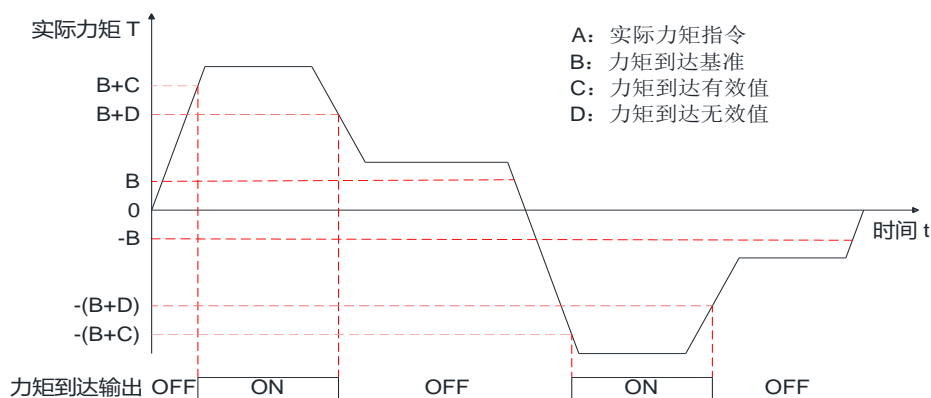 实际力矩 T
A：实际力矩指令
B：力矩到达基准
C：力矩到达有效值
D：力矩到达无效值
B+C
B+D
B
0
-B
时间 t
-(B+D)
-(B+C)
力矩到达输出 OFF ON OFF ON OFF